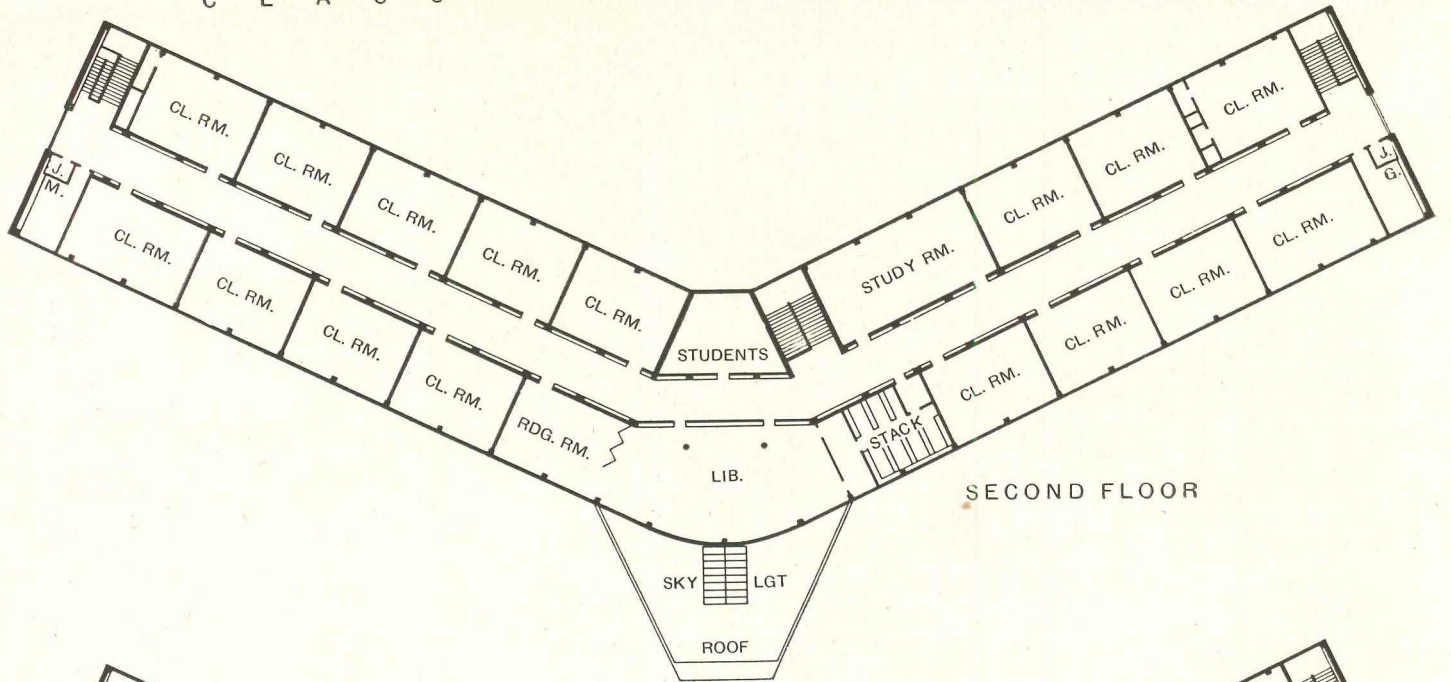 C L A S S
CL. RM.
CL. RM.
CL. RM.
CL. RM.
CL. RM.
J.
M.
CL. RM.
CL. RM.
CL. RM.
CL. RM.
RDG. RM.
STUDENTS
STUDY RM.
CL. RM.
CL. RM.
CL. RM.
J.
G.
CL. RM.
CL. RM.
CL. RM.
CL. RM.
STACK
LIB.
SECOND FLOOR
SKY LGT
ROOF